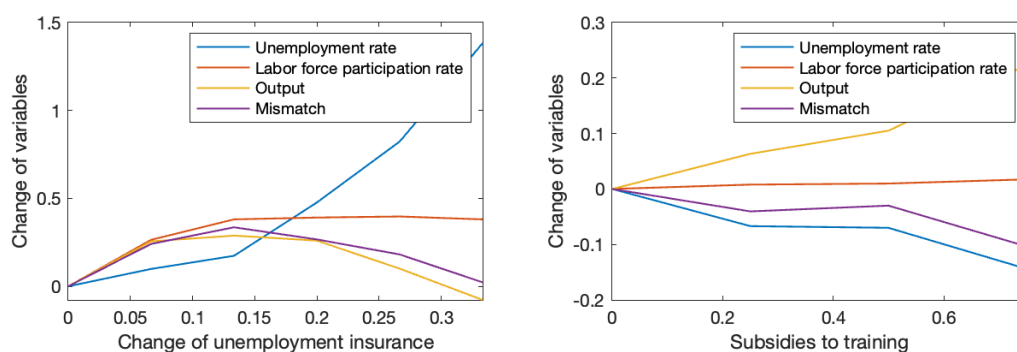 1.5
1
0.5
0
Change of variables
Unemployment rate
Labor force participation rate
Output
Mismatch
0 0.05 0.1 0.15 0.2 0.25 0.3
Change of unemployment insurance
0.3
0.2
0.1
0
-0.1
-0.2
Change of variables
Unemployment rate
Labor force participation rate
Output
Mismatch
0 0.2 0.4 0.6
Subsidies to training